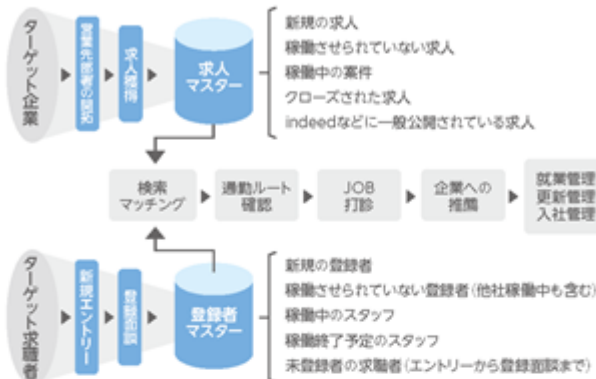 ターゲット企業
営業先部署の開拓
求人獲得
求人
マスター
新規の求人
稼働させられていない求人
稼働中の案件
クローズされた求人
indeedなどに一般公開されている求人
検索
マッチング
通勤ルート
確認
JOB
打診
企業への
推薦
就業管理
更新管理
入社管理
ターゲット求職者
新規エントリー
登録面談
登録者
マスター
新規の登録者
稼働させられていない登録者(他社稼働中も含む)
稼働中のスタッフ
稼働終了予定のスタッフ
未登録者の求職者(エントリーから登録面談まで)